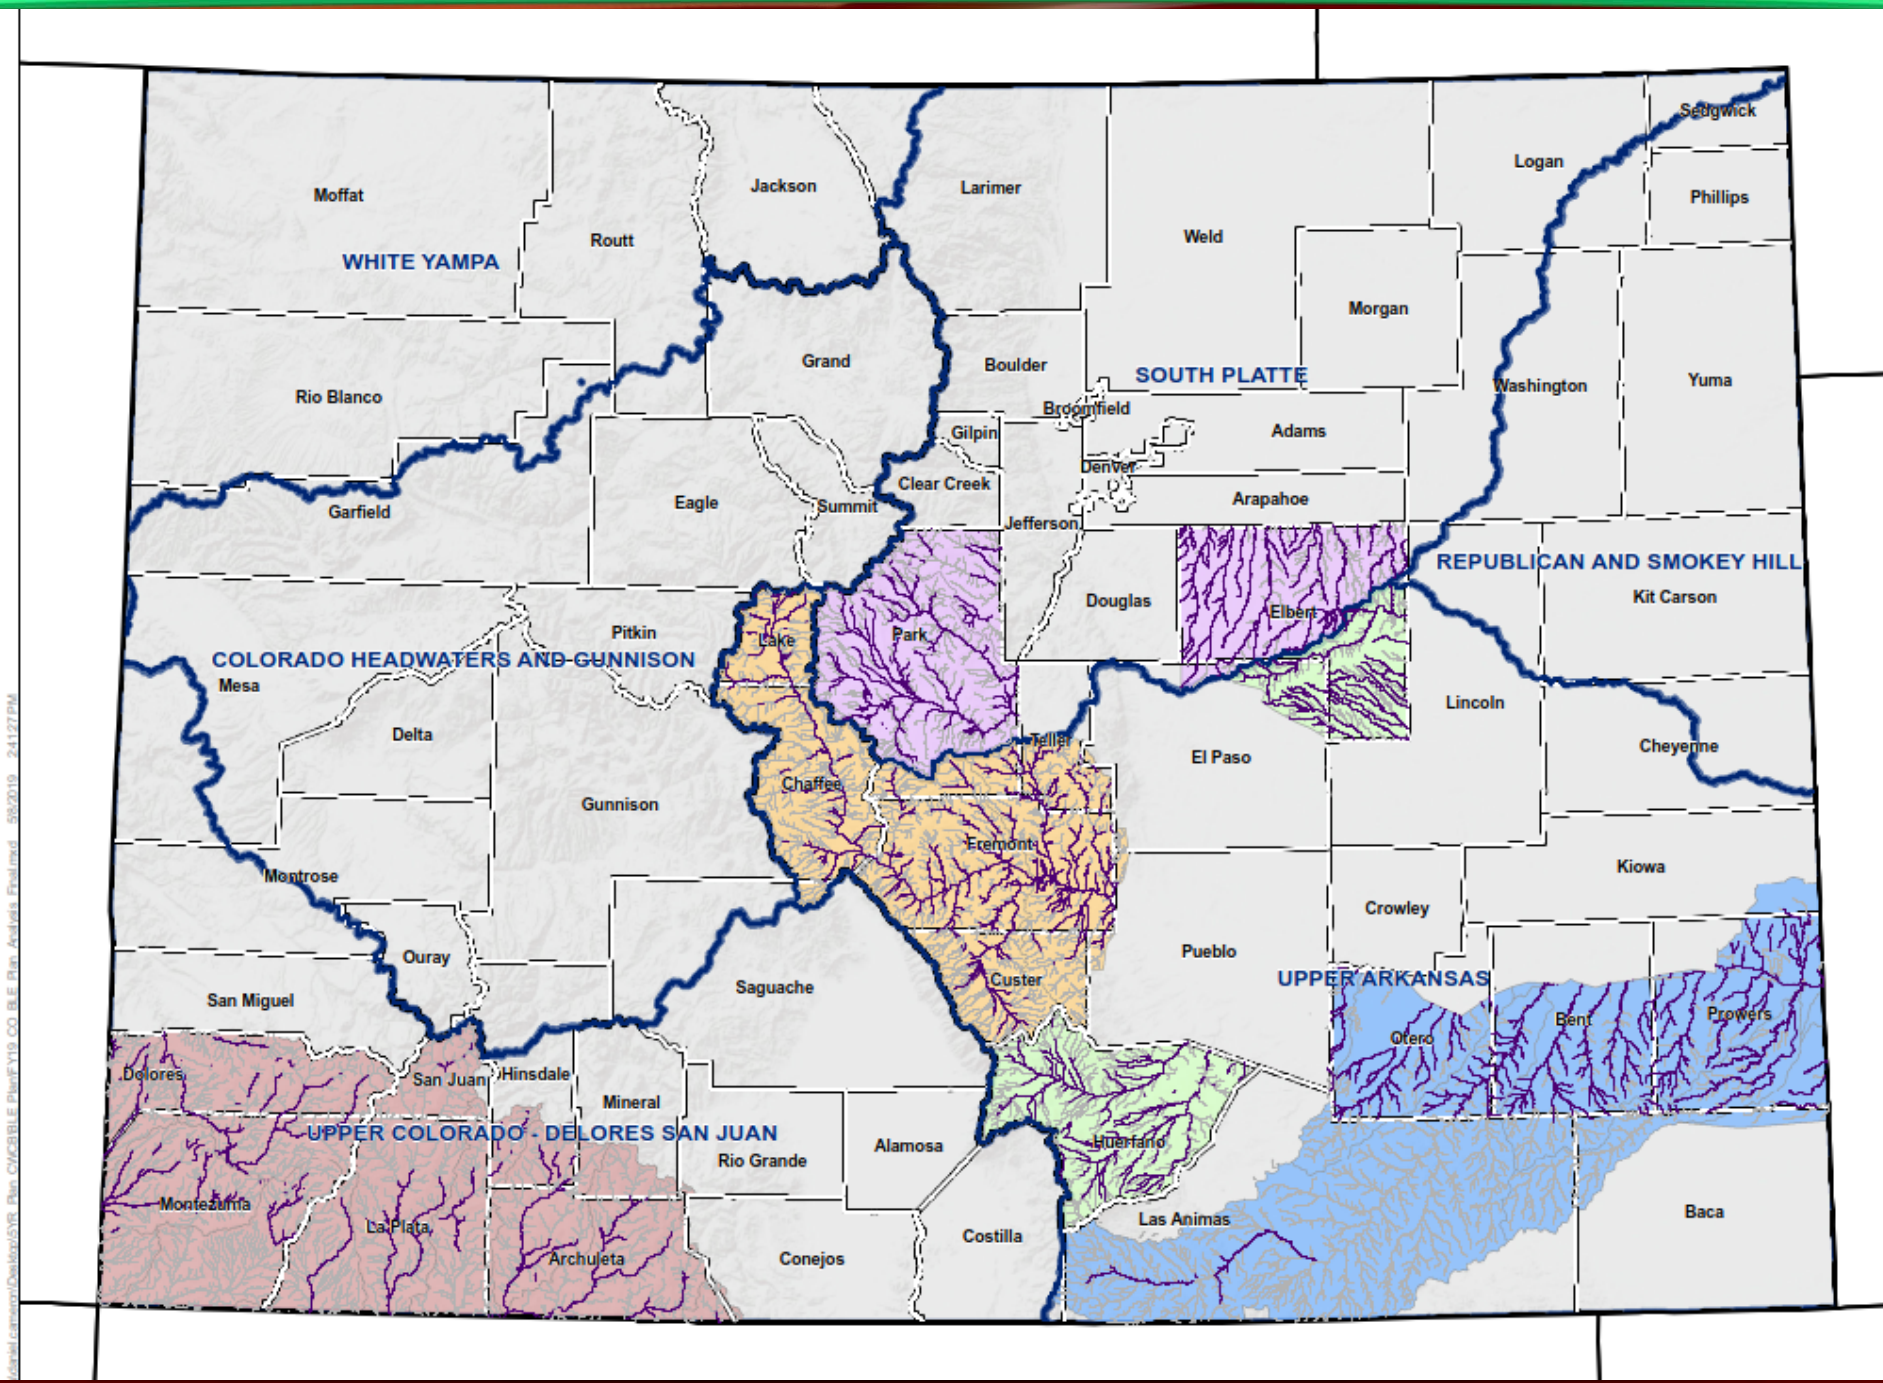 Sedgwick
Logan
Jackson
Larimer
Moffat
Phillips
Routt
Weld
WHITE YAMPA
Morgan
Grand
Boulder
SOUTH PLATTE
Washington
Yuma
Rio Blanco
Broomfield
Gilpin
Adams
Denver
Clear Creek
Eagle
Arapahoe
Summit
Garfield
Jefferson
REPUBLICAN AND SMOKEY HILL
Kit Carson
Douglas
Elbert
Pitkin
Lake
Park
COLORADO HEADWATERS AND GUNNISON
Mesa
Lincoln
Delta
Teller
Cheyenne
El Paso
Chaffee
Gunnison
Fremont
Kiowa
Montrose
Crowley
Pueblo
Ouray
UPPER ARKANSAS
Custer
Saguache
San Miguel
Prowers
Bent
Otero
Dolores
San Juan
Hinsdale
Mineral
UPPER COLORADO - DELORES SAN JUAN
Huerfano
Alamosa
Rio Grande
Montezuma
Baca
Las Animas
La Plata
Costilla
Archuleta
Conejos